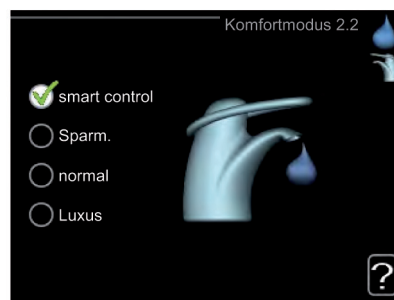 Komfortmodus 2.2
smart control
Sparm.
normal
Luxus
?